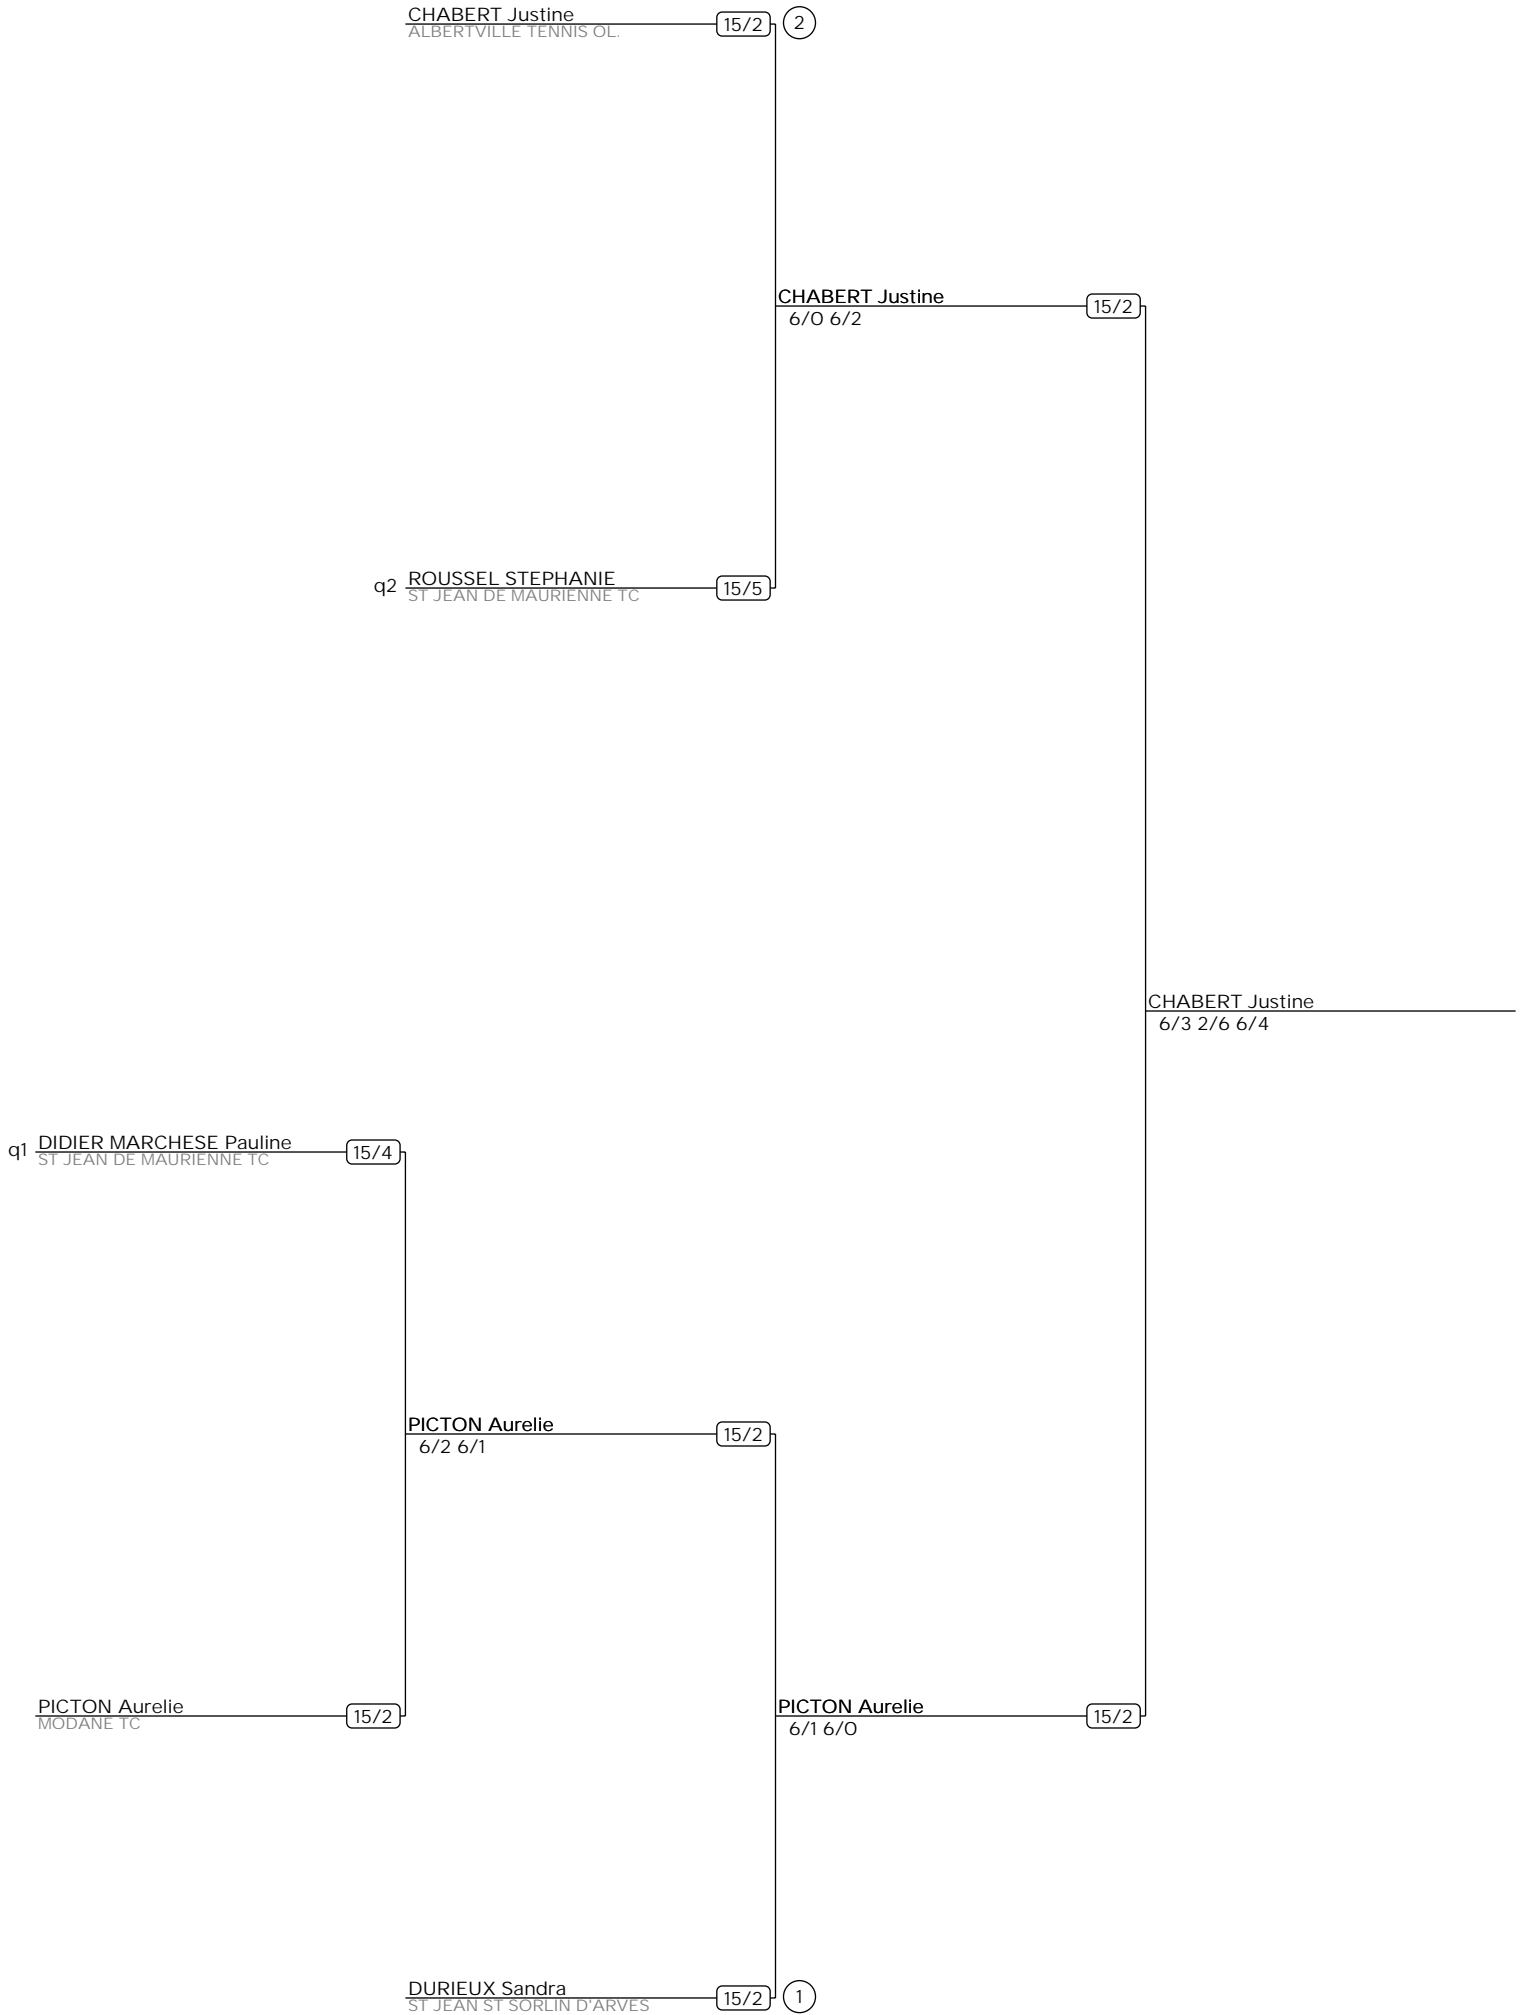 CHABERT Justine
ALBERTVILLE TENNIS OL.
15/2
2
CHABERT Justine
6/0 6/2
15/2
q2
ROUSSEL STEPHANIE
ST JEAN DE MAURIENNE TC
15/5
CHABERT Justine
6/3 2/6 6/4
q1
DIDIER MARCHESE Pauline
ST JEAN DE MAURIENNE TC
15/4
PICTON Aurelie
6/2 6/1
15/2
PICTON Aurelie
MODANE TC
15/2
PICTON Aurelie
6/1 6/0
15/2
DURIEUX Sandra
ST JEAN ST SORLIN D'ARVES
15/2
1